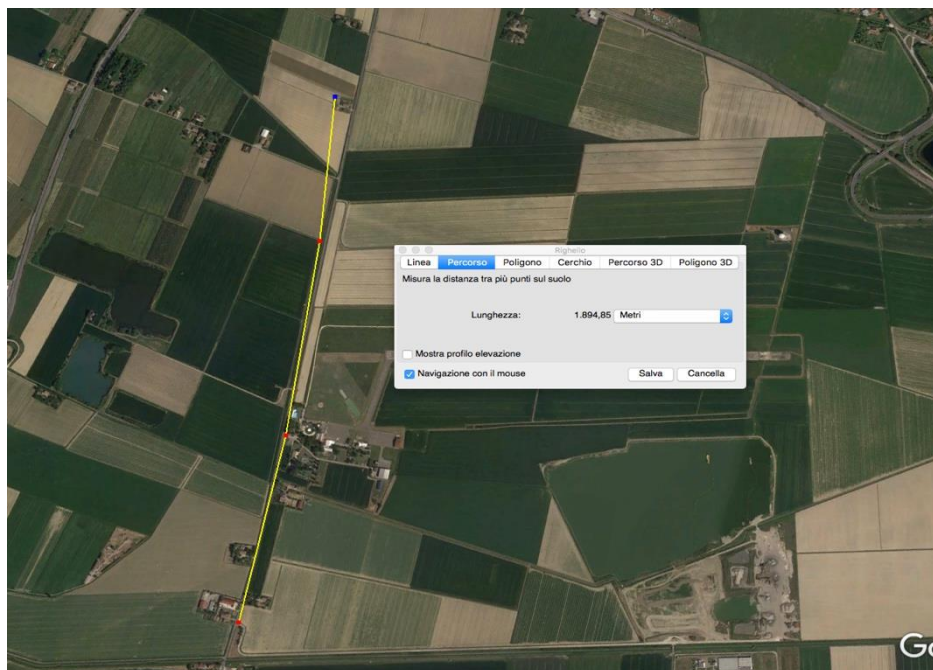 Righello
Linea Percorso Poligono Cerchio Percorso 3D Poligono 3D
Misura la distanza tra più punti sul suolo
Lunghezza: 1.894,85 Metri
Mostra profilo elevazione
Navigazione con il mouse Salva Cancella
Go